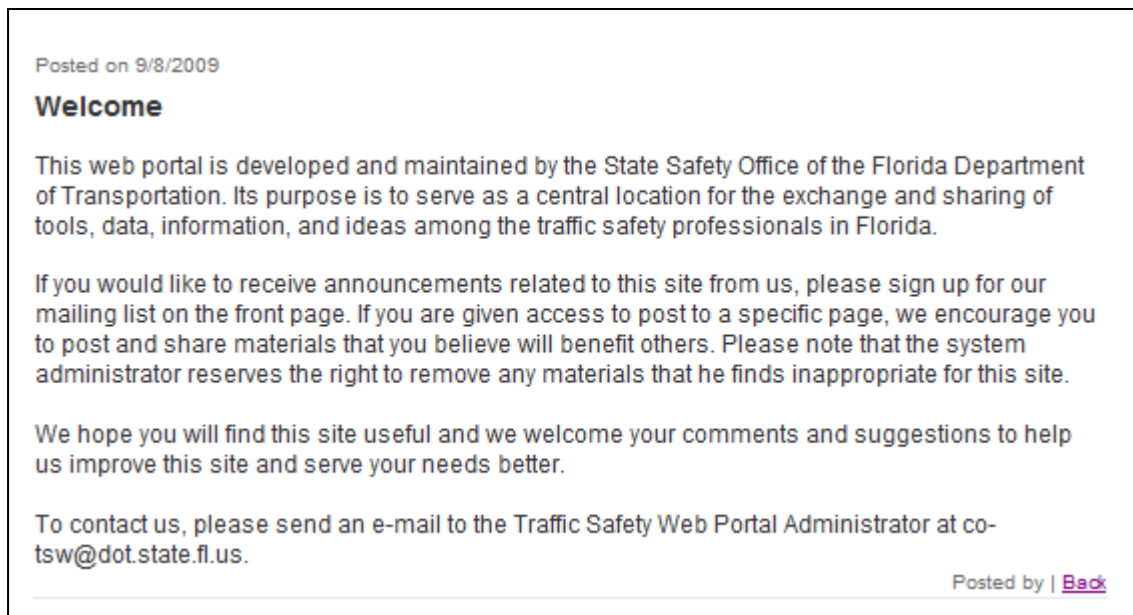 Posted on 9/8/2009
Welcome
This web portal is developed and maintained by the State Safety Office of the Florida Department
of Transportation. Its purpose is to serve as a central location for the exchange and sharing of
tools, data, information, and ideas among the traffic safety professionals in Florida.
If you would like to receive announcements related to this site from us, please sign up for our
mailing list on the front page. If you are given access to post to a specific page, we encourage you
to post and share materials that you believe will benefit others. Please note that the system
administrator reserves the right to remove any materials that he finds inappropriate for this site.
We hope you will find this site useful and we welcome your comments and suggestions to help
us improve this site and serve your needs better.
To contact us, please send an e-mail to the Traffic Safety Web Portal Administrator at co-
tsw@dot.state.fl.us.
Posted by | Back